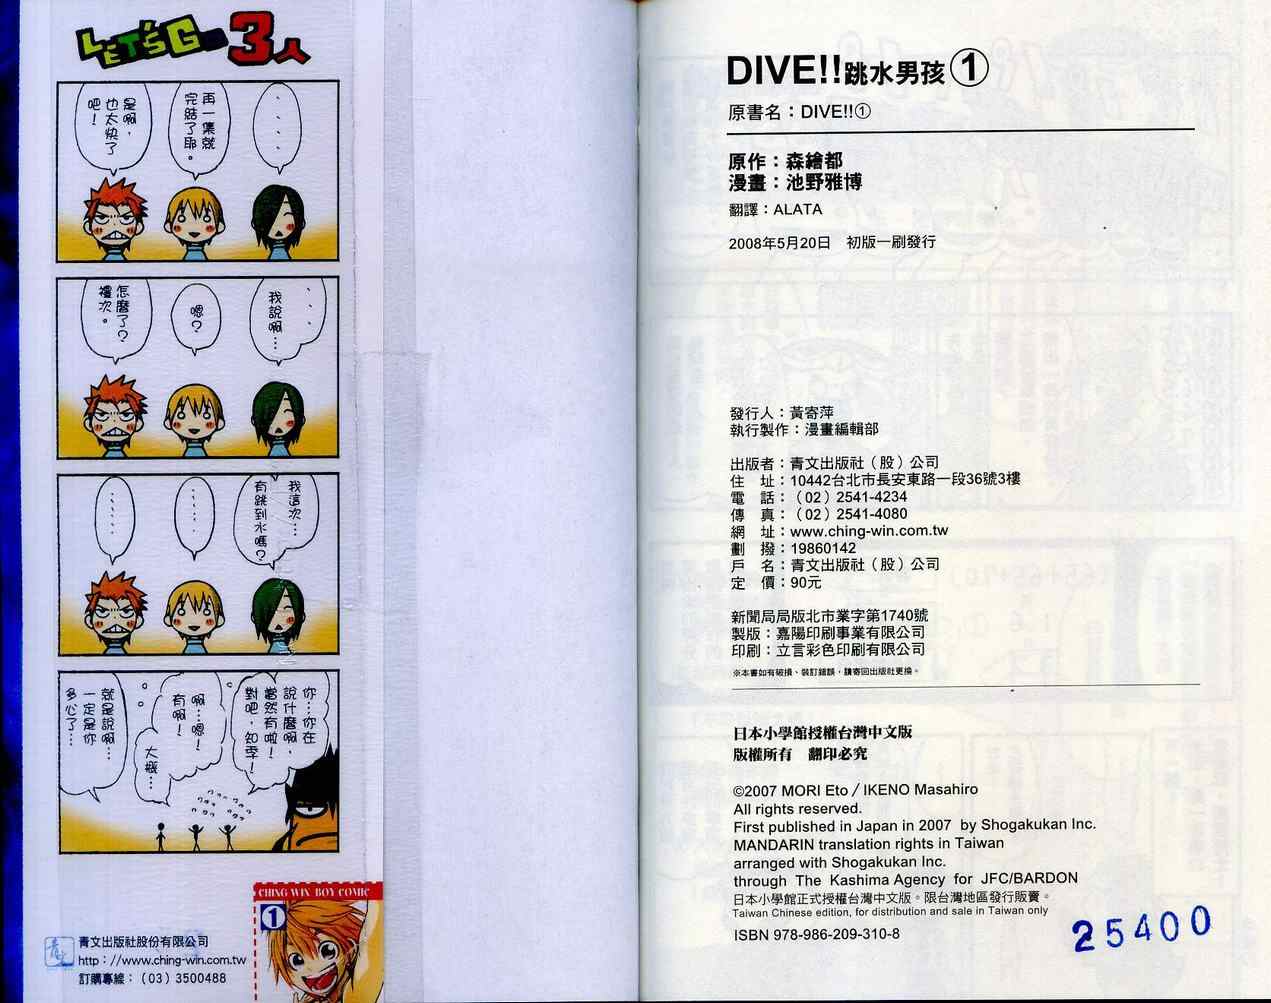 LET'S GO 3人
‥‥
再一集就
完結了耶。
是啊，
也太快了
吧！
‥‥
我說啊…
嗯？
怎麼了？
禮次。
我這次…
有跳到水嗎？
‥‥‥
‥‥‥
你…你在
說什麼啊，
當然有啦！
對吧，知季！
啊…嗯！
有啊！
大概…
就是說啊…
一定是你
多心了…
CHING WIN BOY COMIC
1
青文出版社股份有限公司
http：//www.ching-win.com.tw
訂購專線：（03）3500488
DIVE!!跳水男孩①
原書名：DIVE!!①
原作：森繪都
漫畫：池野雅博
翻譯：ALATA
2008年5月20日　初版一刷發行
發行人：黃寄萍
執行製作：漫畫編輯部
出版者：青文出版社（股）公司
住　址：10442台北市長安東路一段36號3樓
電　話：（02）2541-4234
傳　真：（02）2541-4080
網　址：www.ching-win.com.tw
劃　撥：19860142
戶　名：青文出版社（股）公司
定　價：90元
新聞局局版北市業字第1740號
製版：嘉陽印刷事業有限公司
印刷：立言彩色印刷有限公司
※本書如有破損、裝訂錯誤，請寄回出版社更換。
日本小學館授權台灣中文版
版權所有　翻印必究
©2007 MORI Eto／IKENO Masahiro
All rights reserved.
First published in Japan in 2007 by Shogakukan Inc.
MANDARIN translation rights in Taiwan
arranged with Shogakukan Inc.
through The Kashima Agency for JFC/BARDON
日本小學館正式授權台灣中文版。限台灣地區發行販賣。
Taiwan Chinese edition, for distribution and sale in Taiwan only
ISBN 978-986-209-310-8
25400